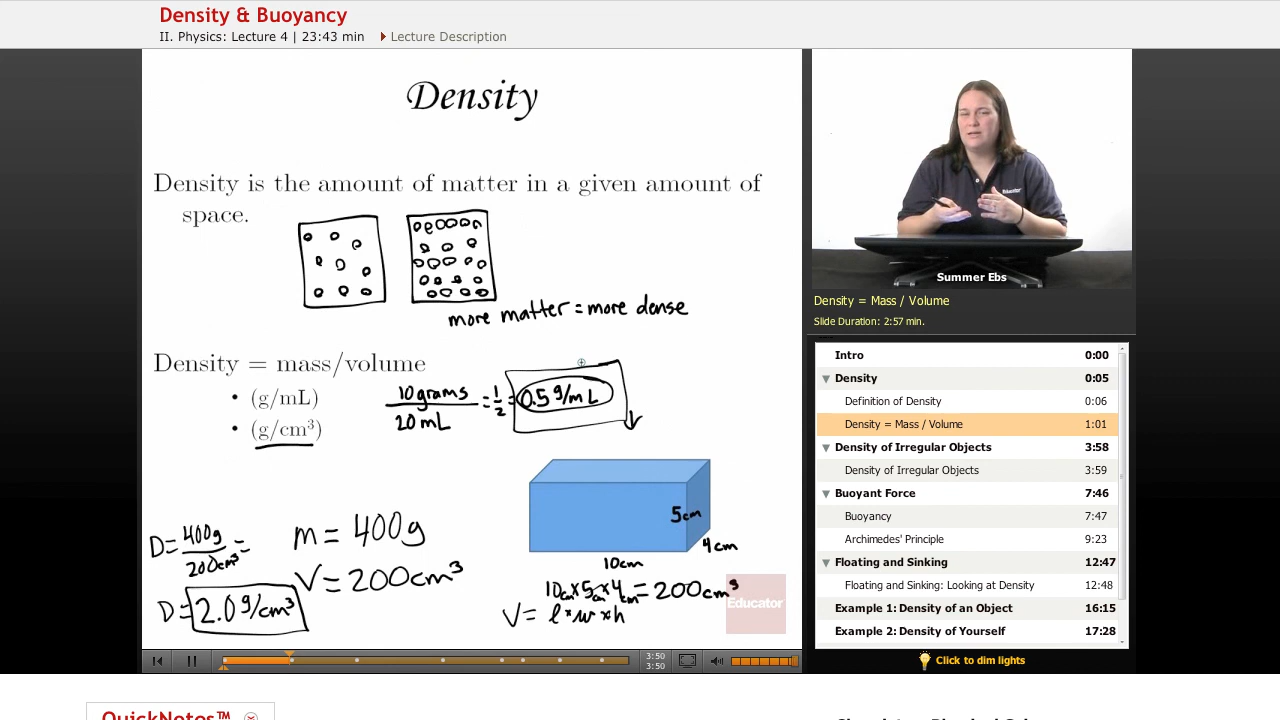 Density & Buoyancy
II. Physics: Lecture 4 | 23:43 min
Lecture Description
Density
Density is the amount of matter in a given amount of
space.
more matter = more dense
Density = mass/volume
• (g/mL)
• (g/cm³)
10 grams
20 mL
= 1/2 = 0.5 g/mL
5cm
4cm
10cm
10cm x 5cm x 4cm = 200cm³
V = l * w * h
m = 400g
V = 200cm³
D = 400g
200cm³ =
D = 2.0 g/cm³
Educator
3:50
3:50
Educator
Summer Ebs
Density = Mass / Volume
Slide Duration: 2:57 min.
Intro 0:00
Density 0:05
Definition of Density 0:06
Density = Mass / Volume 1:01
Density of Irregular Objects 3:58
Density of Irregular Objects 3:59
Buoyant Force 7:46
Buoyancy 7:47
Archimedes' Principle 9:23
Floating and Sinking 12:47
Floating and Sinking: Looking at Density 12:48
Example 1: Density of an Object 16:15
Example 2: Density of Yourself 17:28
Click to dim lights
QuickNotes™